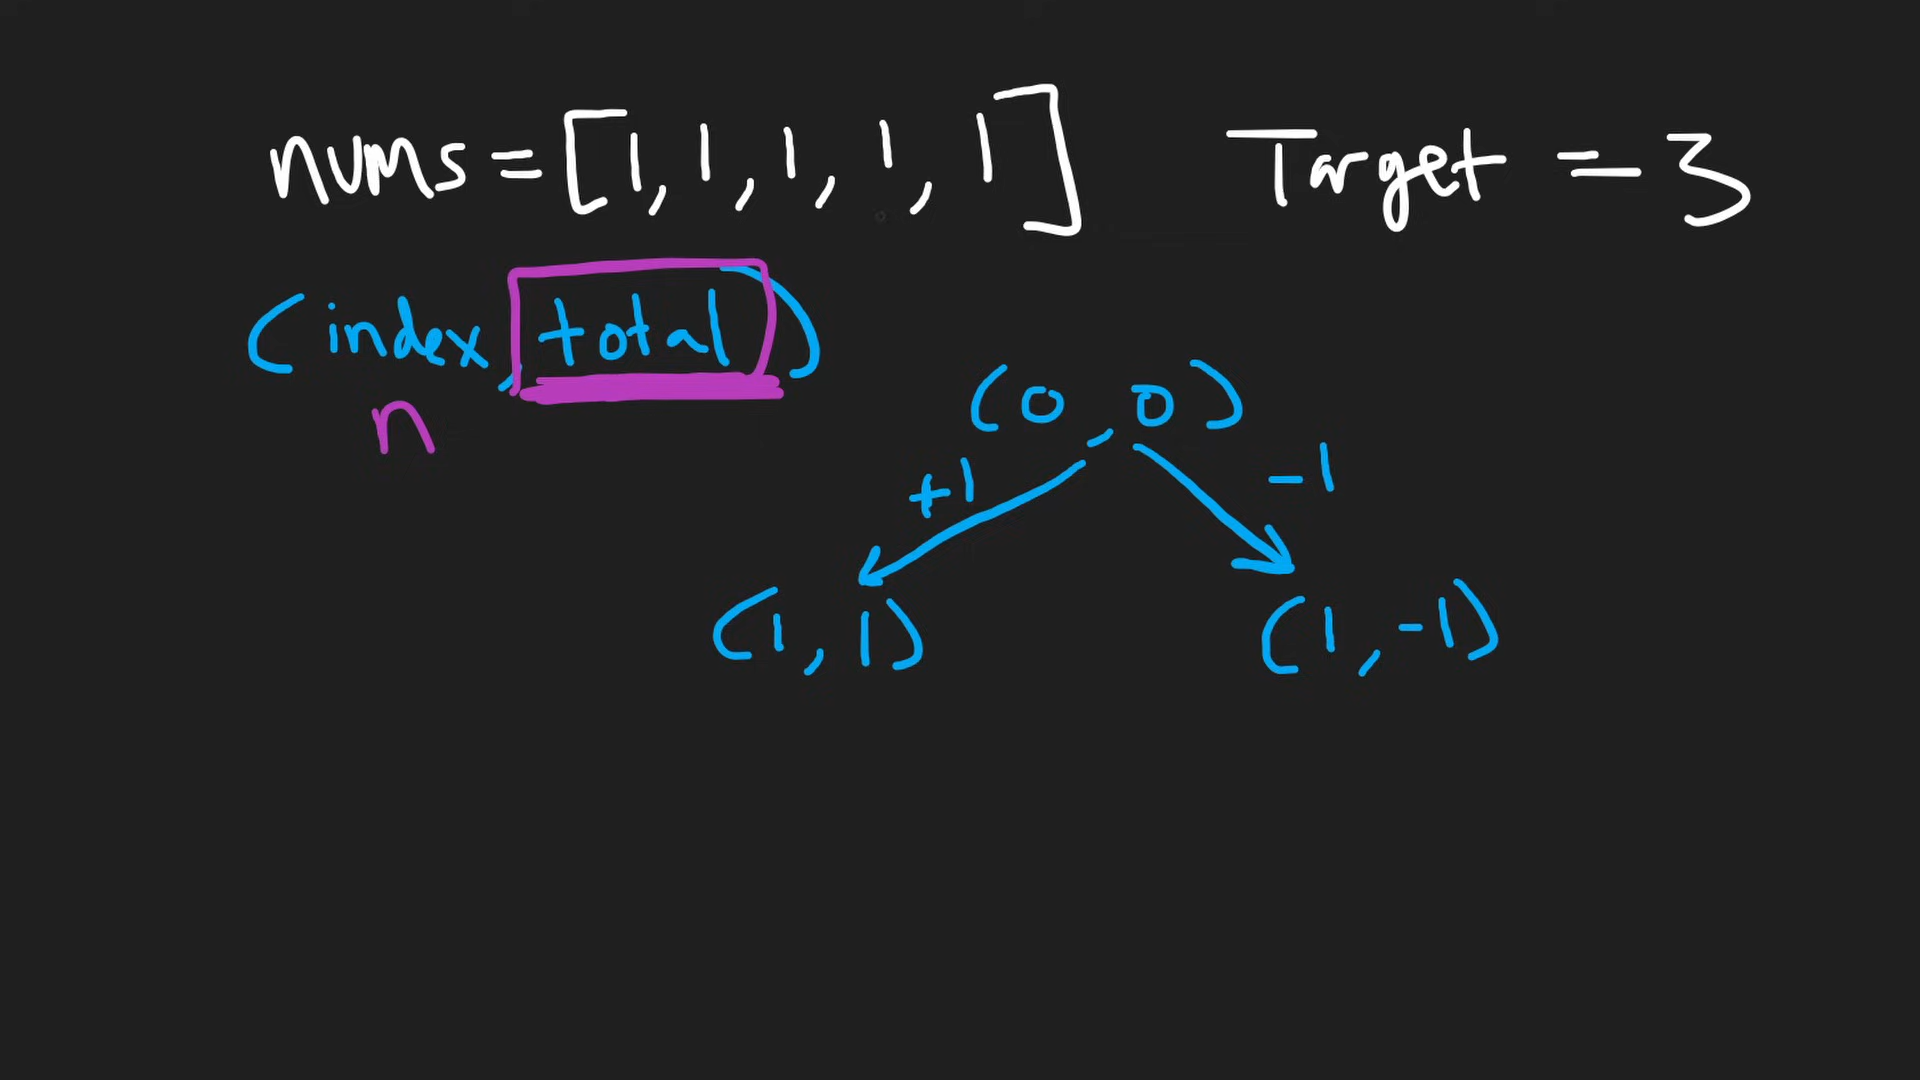 nums = [1, 1, 1, 1, 1] Target = 3
(index, total)
n
(0, 0)
+1 -1
(1, 1) (1, -1)